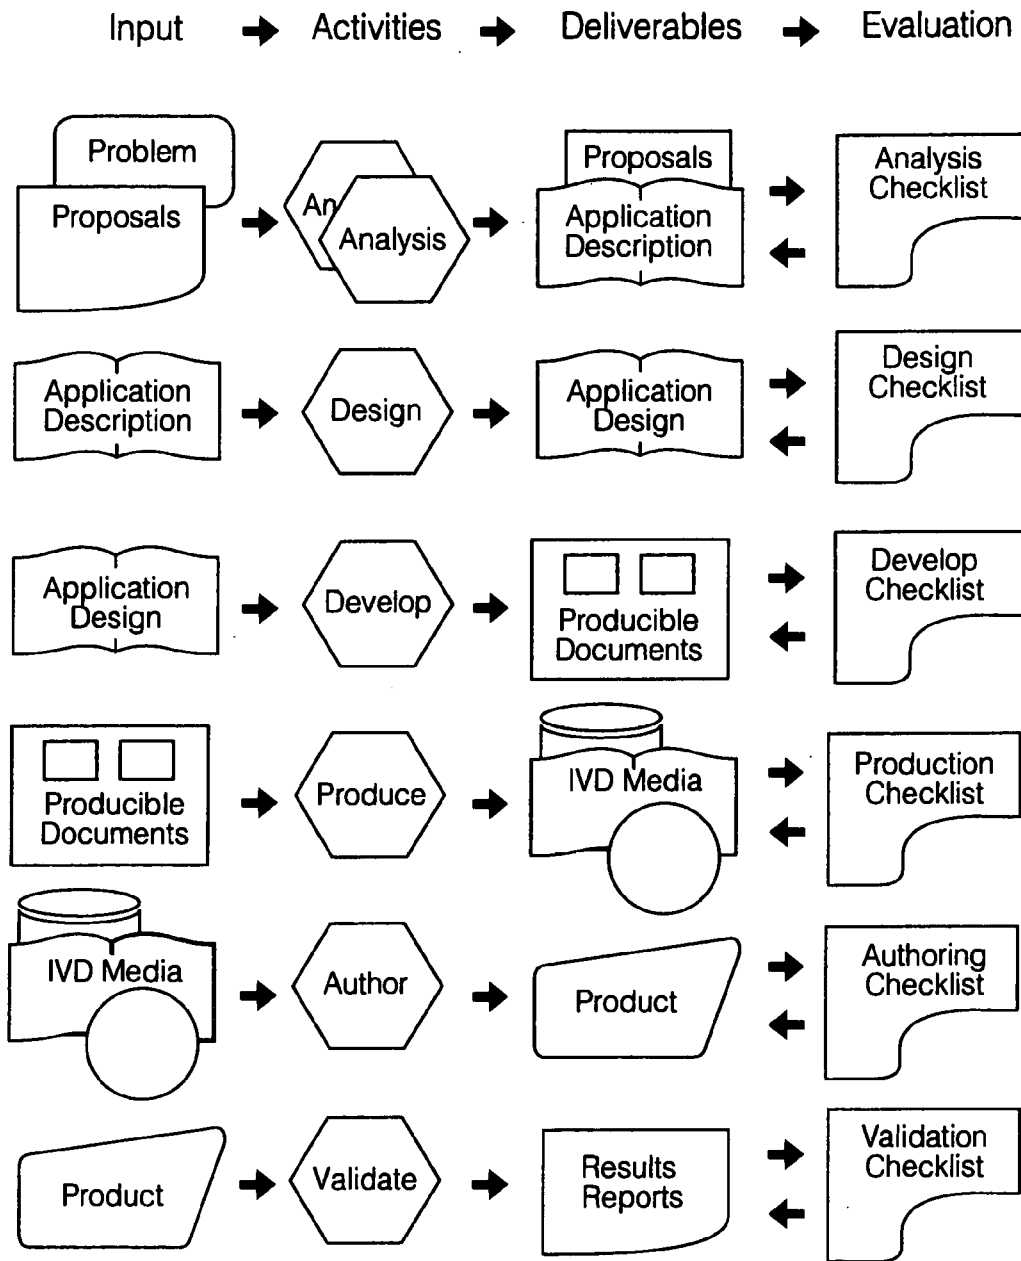 Input Activities Deliverables Evaluation
Problem
Proposals
An
Analysis
Proposals
Application
Description
Analysis
Checklist
Application
Description
Design
Application
Design
Design
Checklist
Application
Design
Develop
Producible
Documents
Develop
Checklist
Producible
Documents
Produce
IVD Media
Production
Checklist
IVD Media
Author
Product
Authoring
Checklist
Product
Validate
Results
Reports
Validation
Checklist